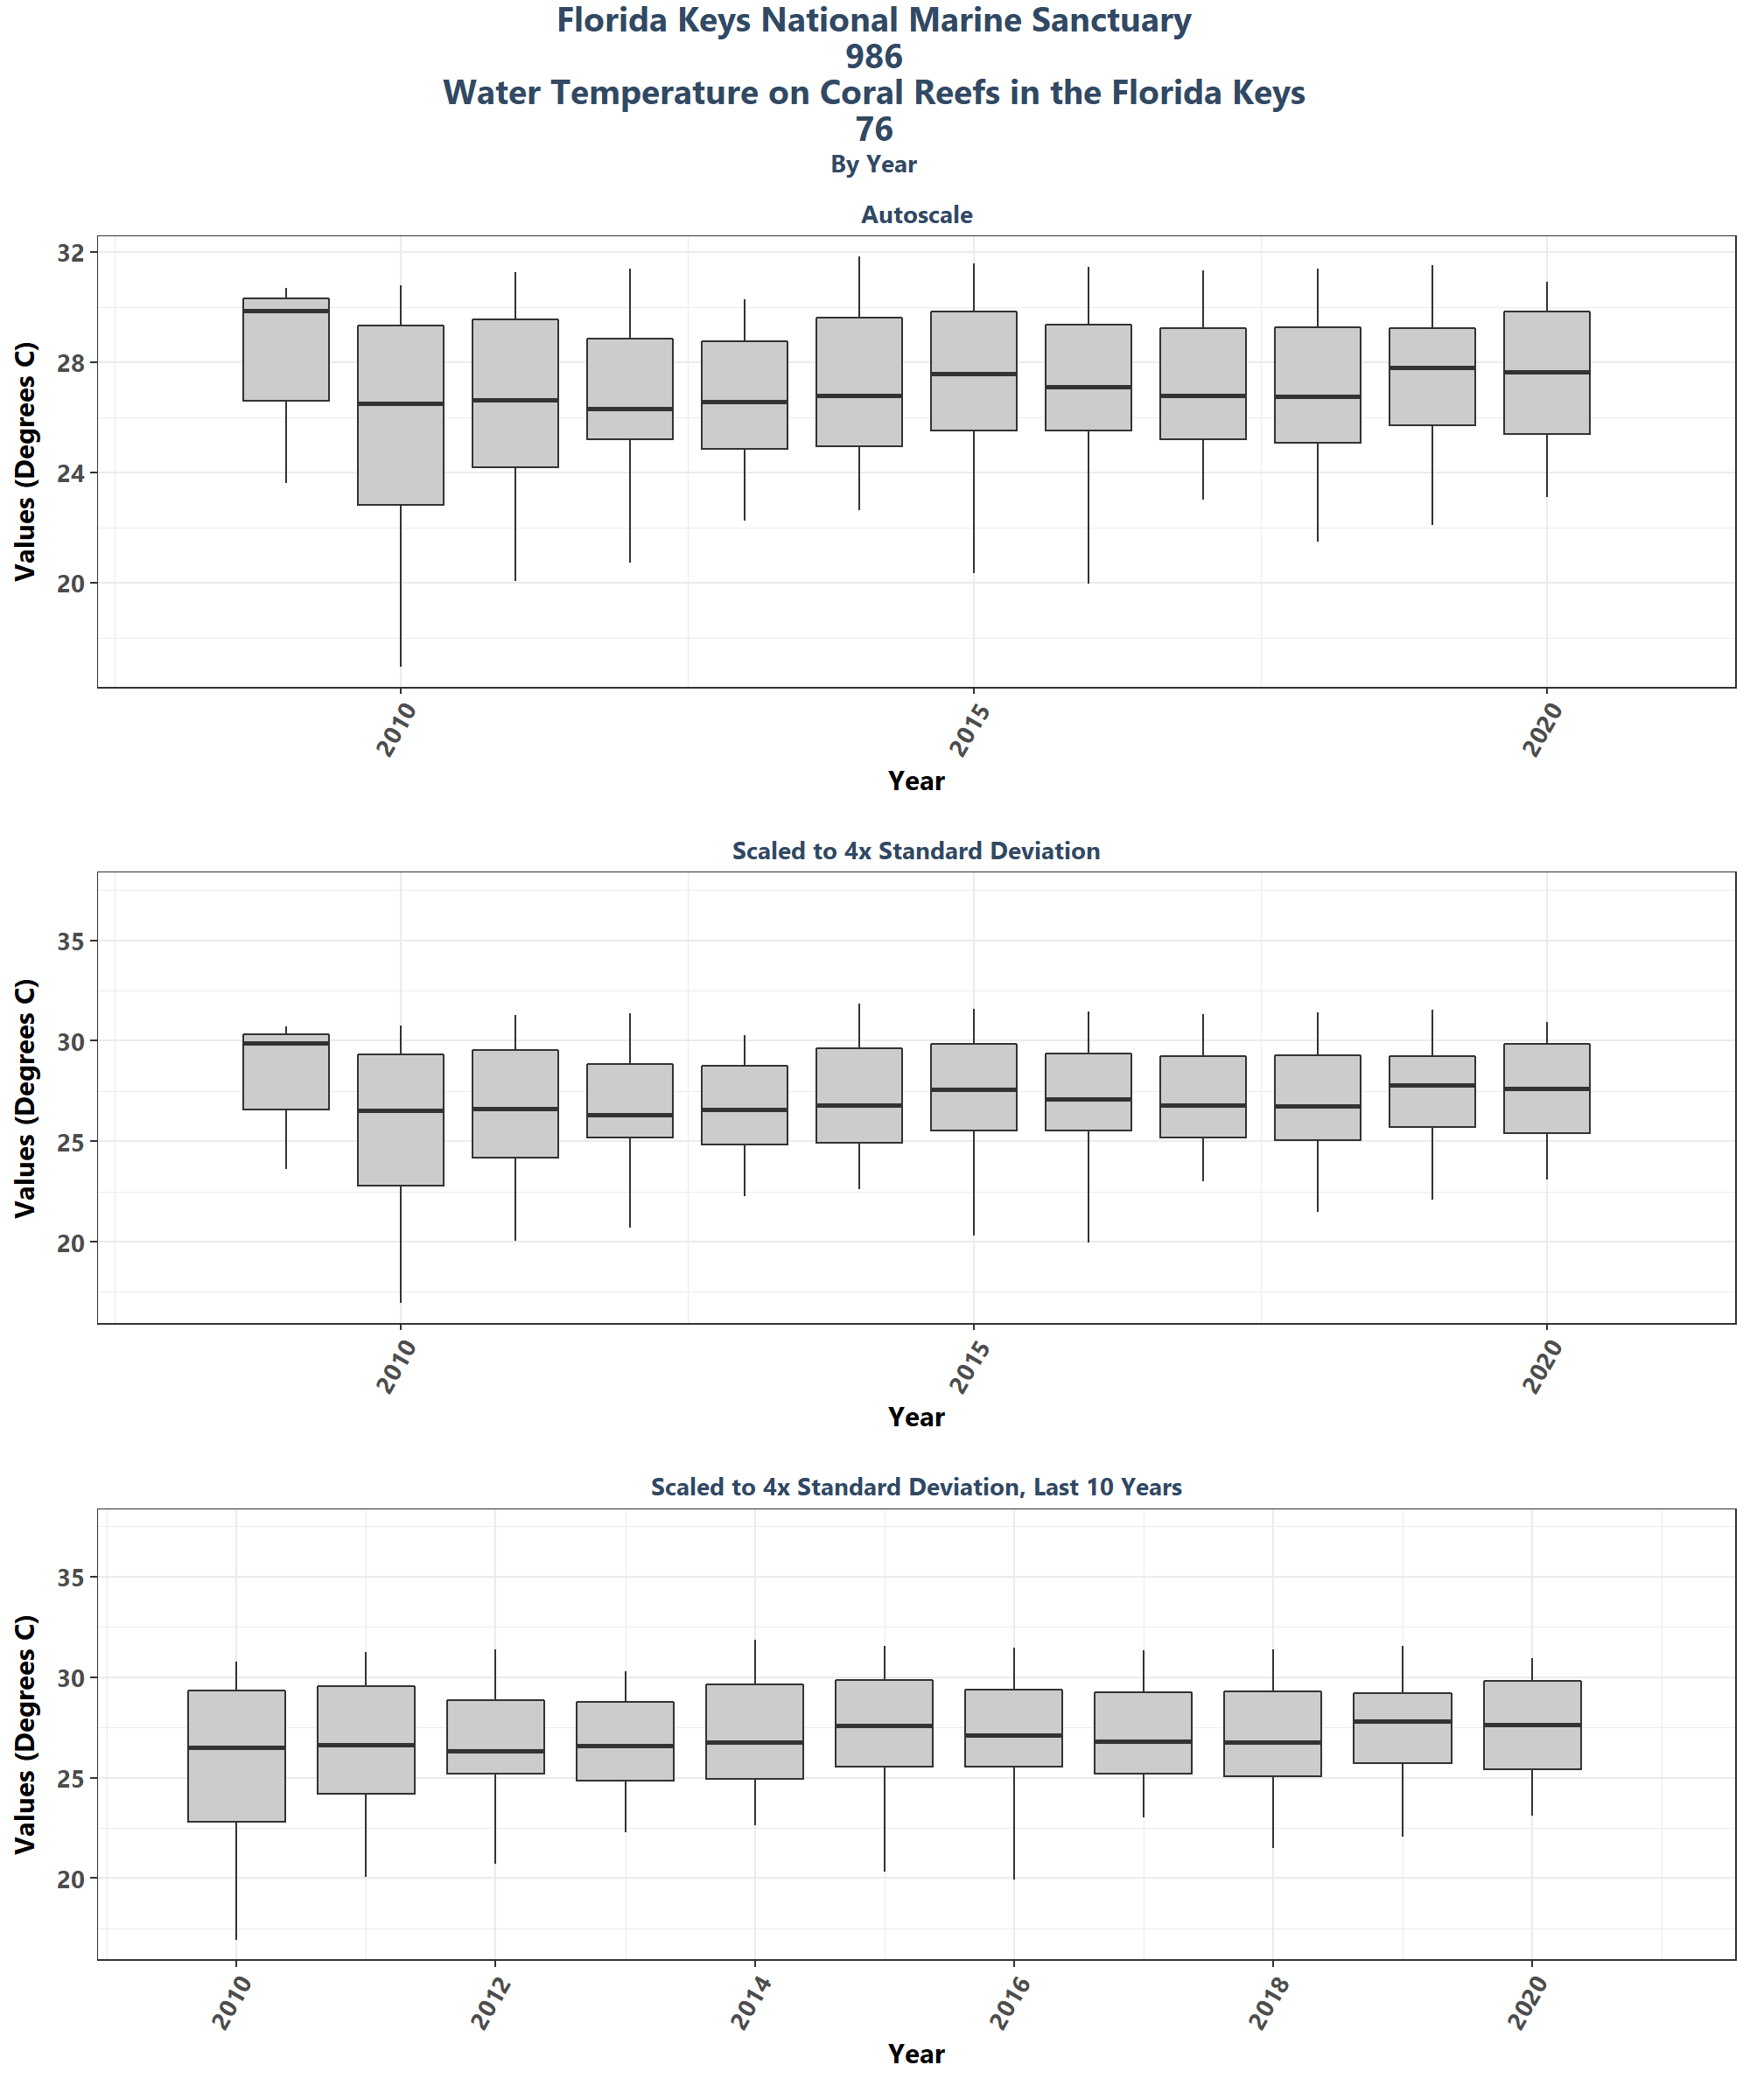 Florida Keys National Marine Sanctuary
986
Water Temperature on Coral Reefs in the Florida Keys
76
By Year
Autoscale
Values (Degrees C)
32
28
24
20
2010
2015
2020
Year
Scaled to 4x Standard Deviation
Values (Degrees C)
35
30
25
20
2010
2015
2020
Year
Scaled to 4x Standard Deviation, Last 10 Years
Values (Degrees C)
35
30
25
20
2010
2012
2014
2016
2018
2020
Year